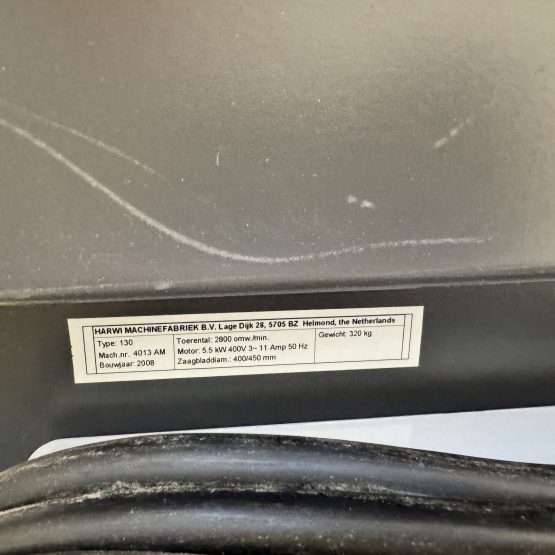 HARWI MACHINEFABRIEK B.V. Lage Dijk 28, 5705 BZ Helmond, the Netherlands
Type: 130
Mach.nr. 4013 AM
Bouwjaar: 2008
Toerental: 2800 omw./min.
Motor: 5.5 kW 400V 3~ 11 Amp 50 Hz
Zaagbladdiam.: 400/450 mm
Gewicht: 320 kg